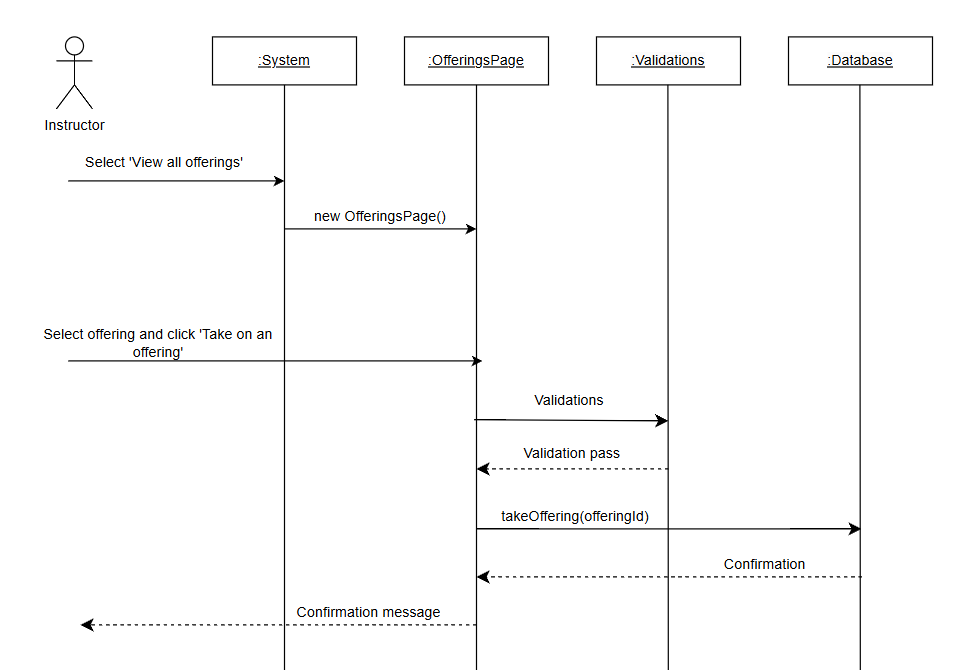 :System
:OfferingsPage
:Validations
:Database
Instructor
Select 'View all offerings'
new OfferingsPage()
Select offering and click 'Take on an
offering'
Validations
Validation pass
takeOffering(offeringId)
Confirmation
Confirmation message